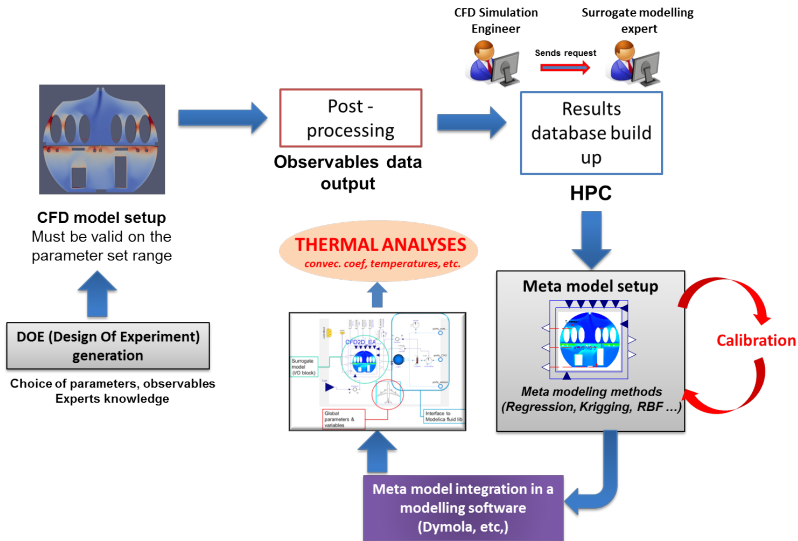 CFD Simulation
Engineer
Surrogate modelling
expert
Sends request
Post -
processing
Observables data
output
Results
database build
up
HPC
CFD model setup
Must be valid on the
parameter set range
DOE (Design Of Experiment)
generation
Choice of parameters, observables
Experts knowledge
THERMAL ANALYSES
convec. coef, temperatures, etc.
CFD2D_EA
Surrogate
model
(I/O block)
Global
parameters &
variables
Interface to
Modelica fluid lib
Meta model setup
Meta modeling methods
(Regression, Krigging, RBF ...)
Calibration
Meta model integration in a
modelling software
(Dymola, etc,)